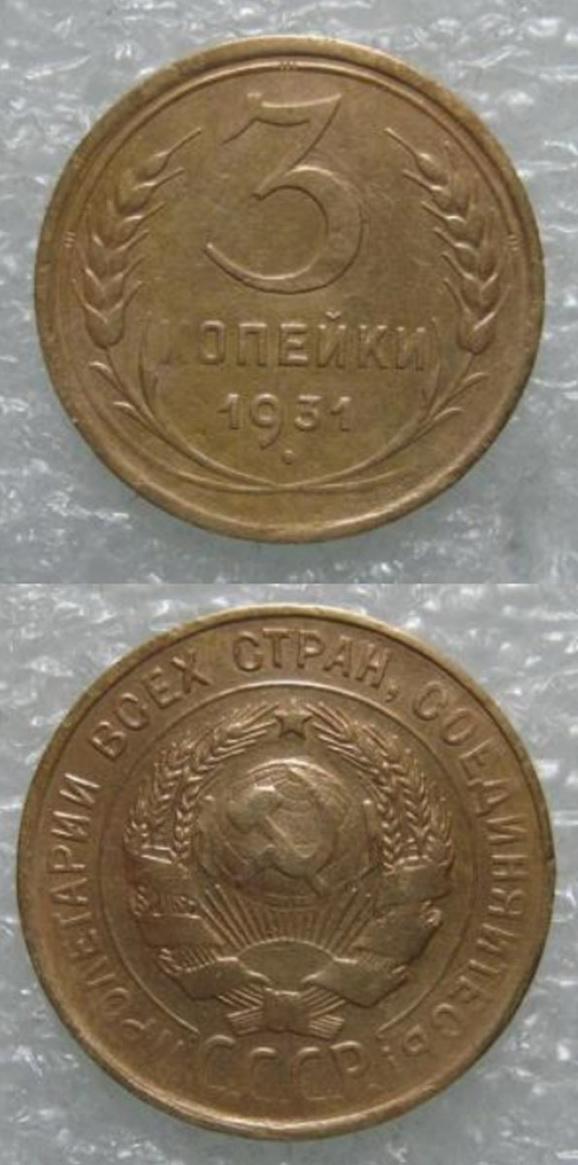 3
КОПЕЙКИ
1931
ПРОЛЕТАРИИ ВСЕХ СТРАН, СОЕДИНЯЙТЕСЬ!
СССР